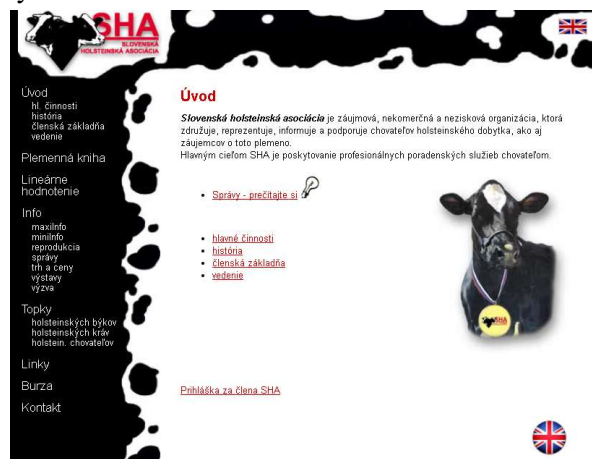 SHA
SLOVENSKÁ
HOLSTEINSKÁ ASOCIÁCIA
Úvod
hl. činnosti
história
členská základňa
vedenie
Plemenná kniha
Lineárne
hodnotenie
Info
maxiInfo
miniInfo
reprodukcia
správy
trh a ceny
výstavy
výzva
Topky
holsteinských býkov
holsteinských kráv
holstein. chovateľov
Linky
Burza
Kontakt
Úvod
Slovenská holsteinská asociácia je záujmová, nekomerčná a nezisková organizácia, ktorá
združuje, reprezentuje, informuje a podporuje chovateľov holsteinského dobytka, ako aj
záujemcov o toto plemeno.
Hlavným cieľom SHA je poskytovanie profesionálnych poradenských služieb chovateľom.
Správy - prečítajte si
hlavné činnosti
história
členská základňa
vedenie
SHA
Prihláška za člena SHA